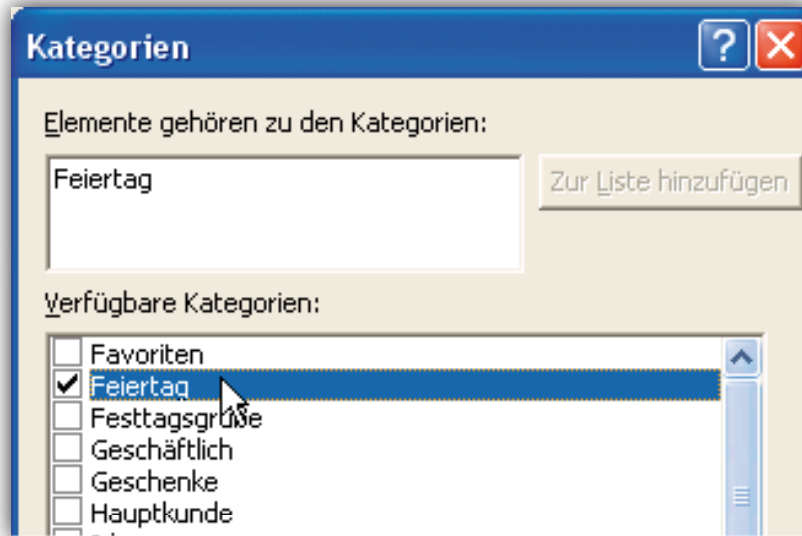 Kategorien
Elemente gehören zu den Kategorien:
Feiertag
Zur Liste hinzufügen
Verfügbare Kategorien:
Favoriten
Feiertag
Festtagsgrüße
Geschäftlich
Geschenke
Hauptkunde